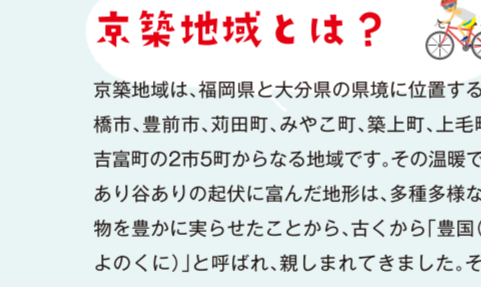 京築地域とは？
京築地域は、福岡県と大分県の県境に位置する
橋市、豊前市、苅田町、みやこ町、築上町、上毛町
吉富町の2市5町からなる地域です。その温暖で
あり谷ありの起伏に富んだ地形は、多種多様な
物を豊かに実らせたことから、古くから「豊国（
よのくに）」と呼ばれ、親しまれてきました。そ